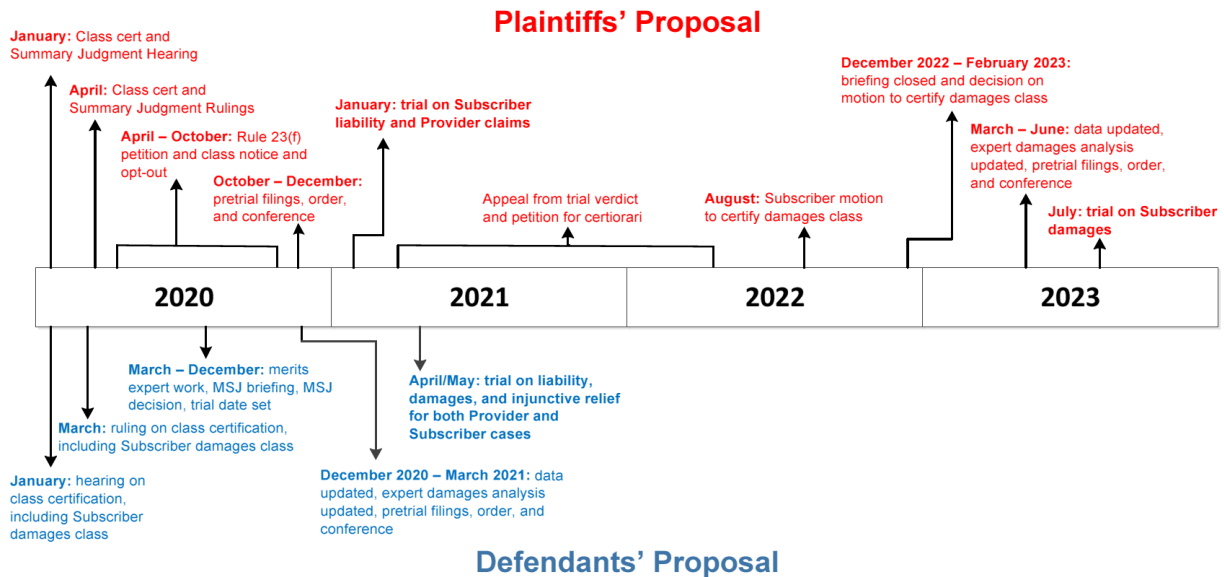 Plaintiffs' Proposal
January: Class cert and
Summary Judgment Hearing
April: Class cert and
Summary Judgment Rulings
April – October: Rule 23(f)
petition and class notice and
opt-out
October – December:
pretrial filings, order,
and conference
January: trial on Subscriber
liability and Provider claims
Appeal from trial verdict
and petition for certiorari
August: Subscriber motion
to certify damages class
December 2022 – February 2023:
briefing closed and decision on
motion to certify damages class
March – June: data updated,
expert damages analysis
updated, pretrial filings, order,
and conference
July: trial on Subscriber
damages
2020
2021
2022
2023
March – December: merits
expert work, MSJ briefing, MSJ
decision, trial date set
March: ruling on class certification,
including Subscriber damages class
January: hearing on
class certification,
including Subscriber
damages class
April/May: trial on liability,
damages, and injunctive relief
for both Provider and
Subscriber cases
December 2020 – March 2021: data
updated, expert damages analysis
updated, pretrial filings, order, and
conference
Defendants' Proposal